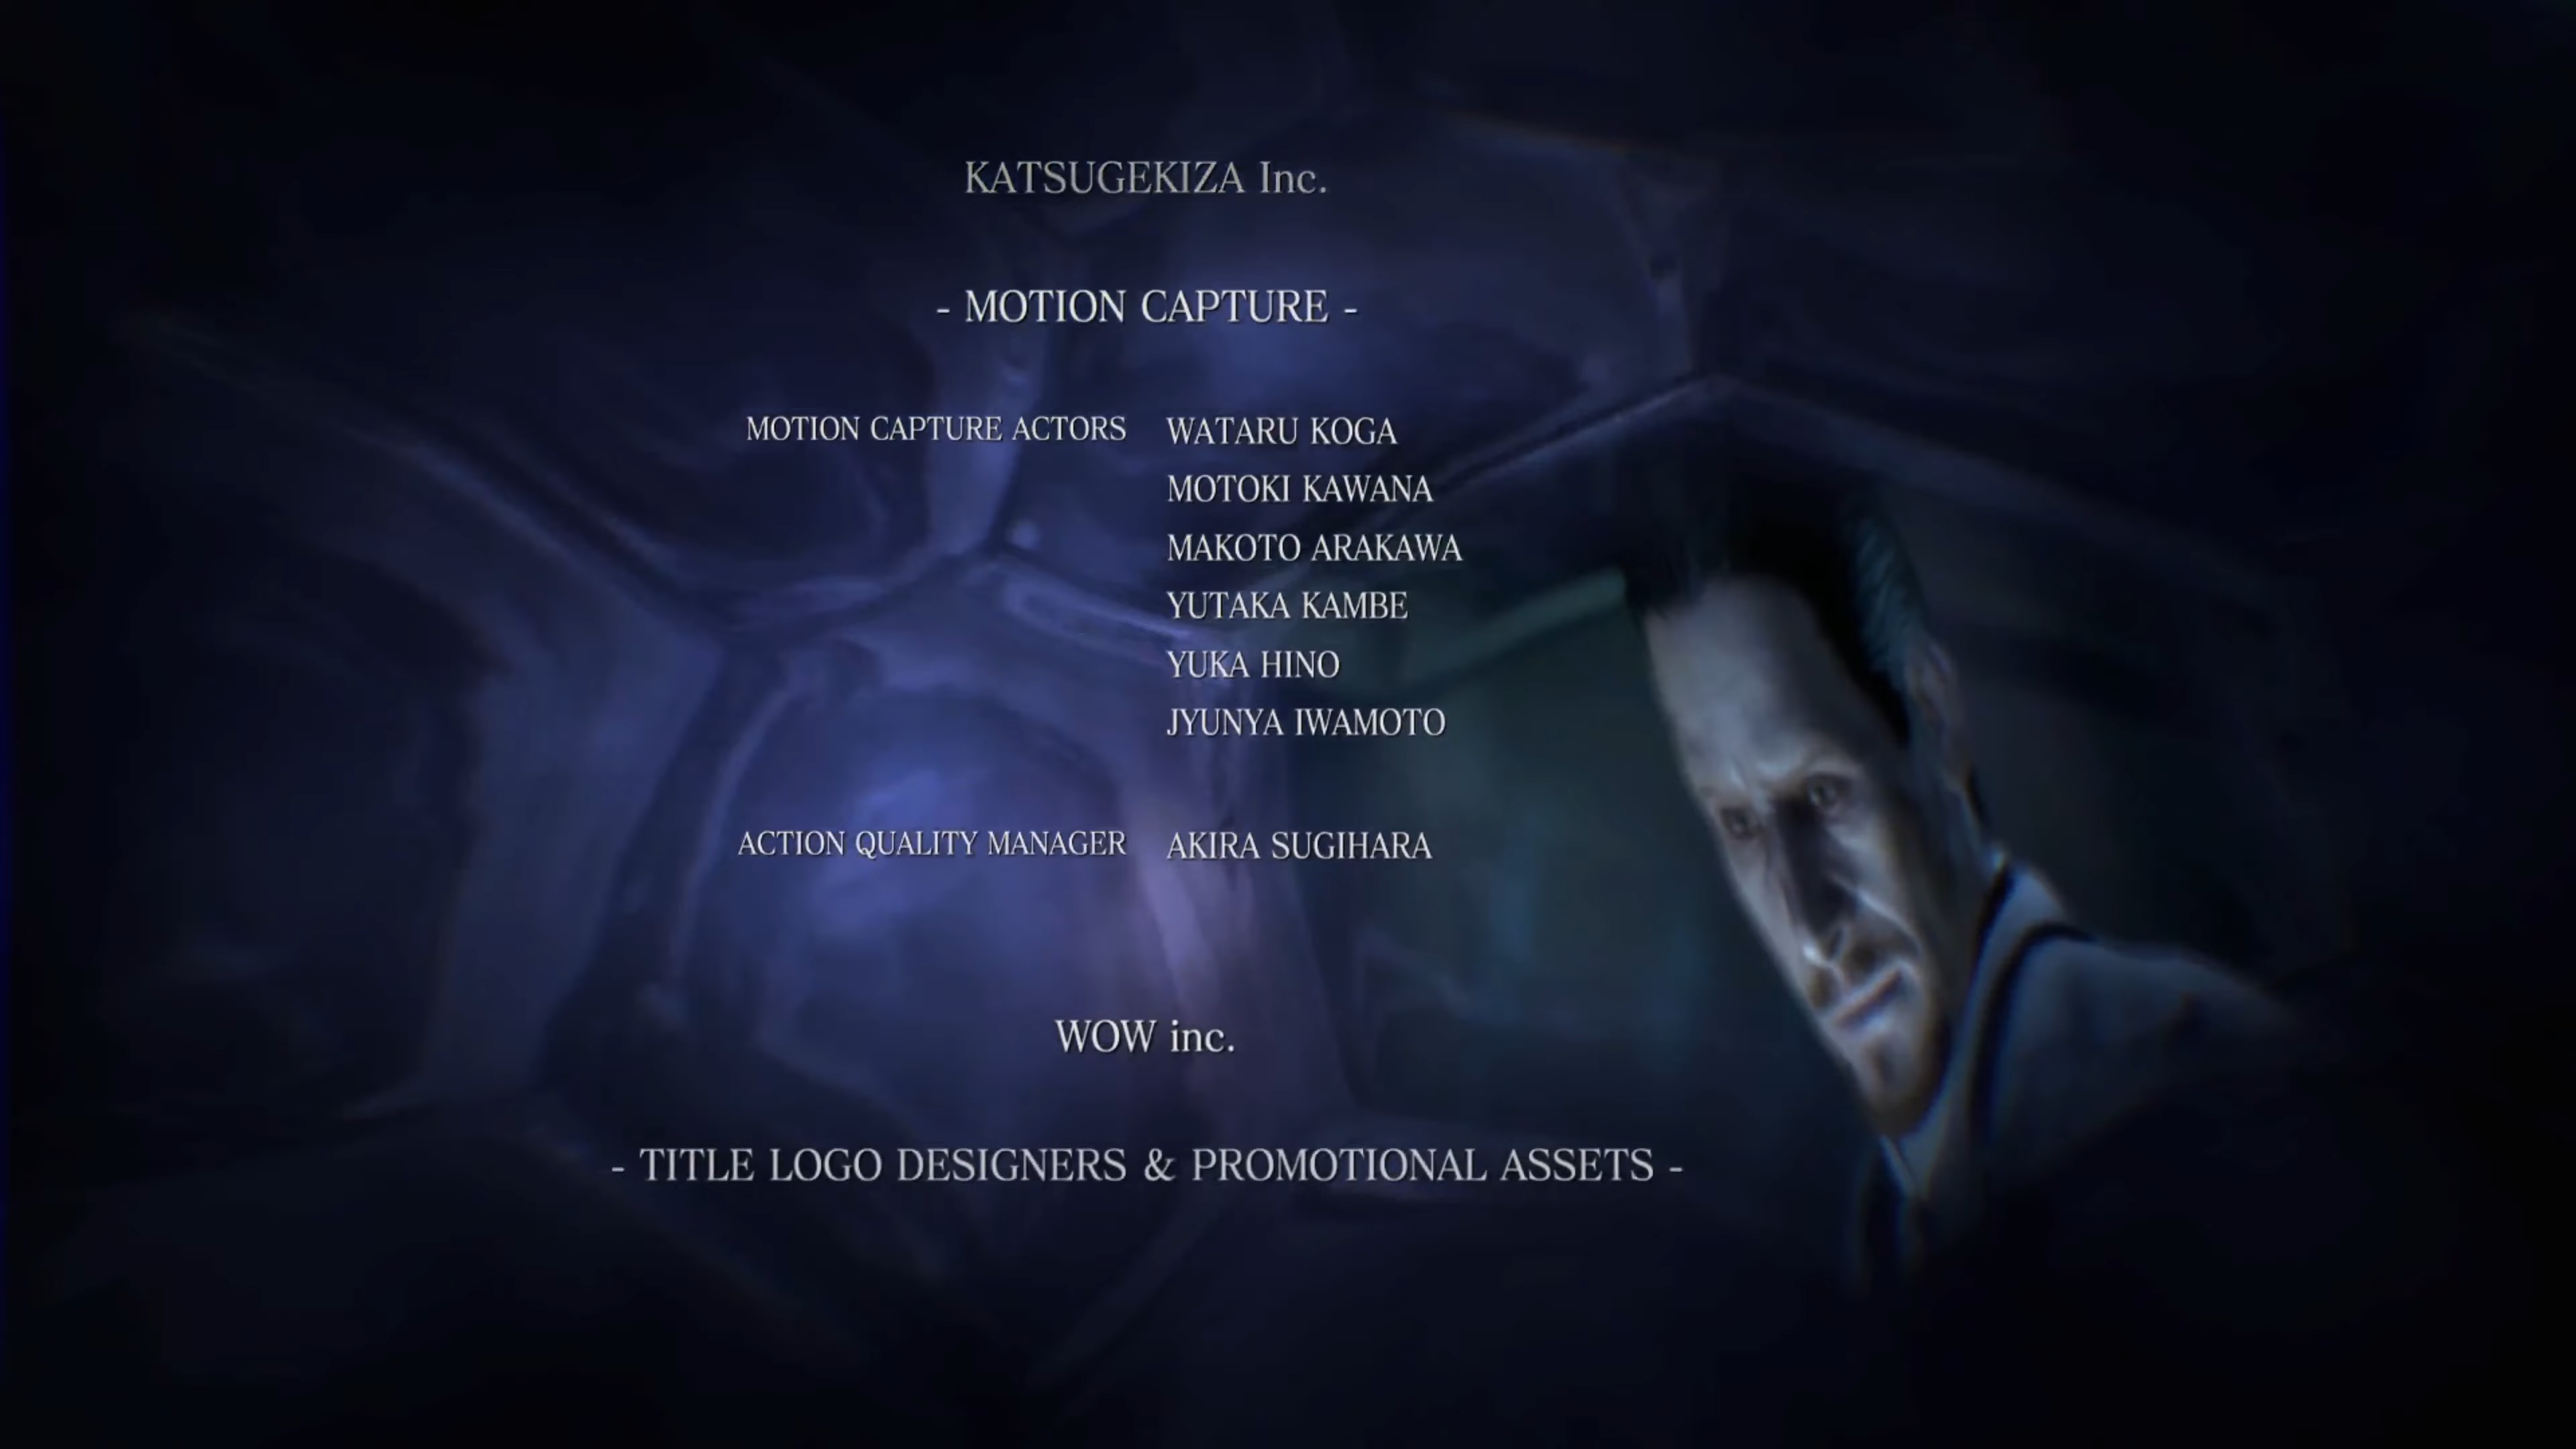 KATSUGEKIZA Inc.
- MOTION CAPTURE -
MOTION CAPTURE ACTORS WATARU KOGA
MOTOKI KAWANA
MAKOTO ARAKAWA
YUTAKA KAMBE
YUKA HINO
JYUNYA IWAMOTO
ACTION QUALITY MANAGER AKIRA SUGIHARA
WOW inc.
- TITLE LOGO DESIGNERS & PROMOTIONAL ASSETS -